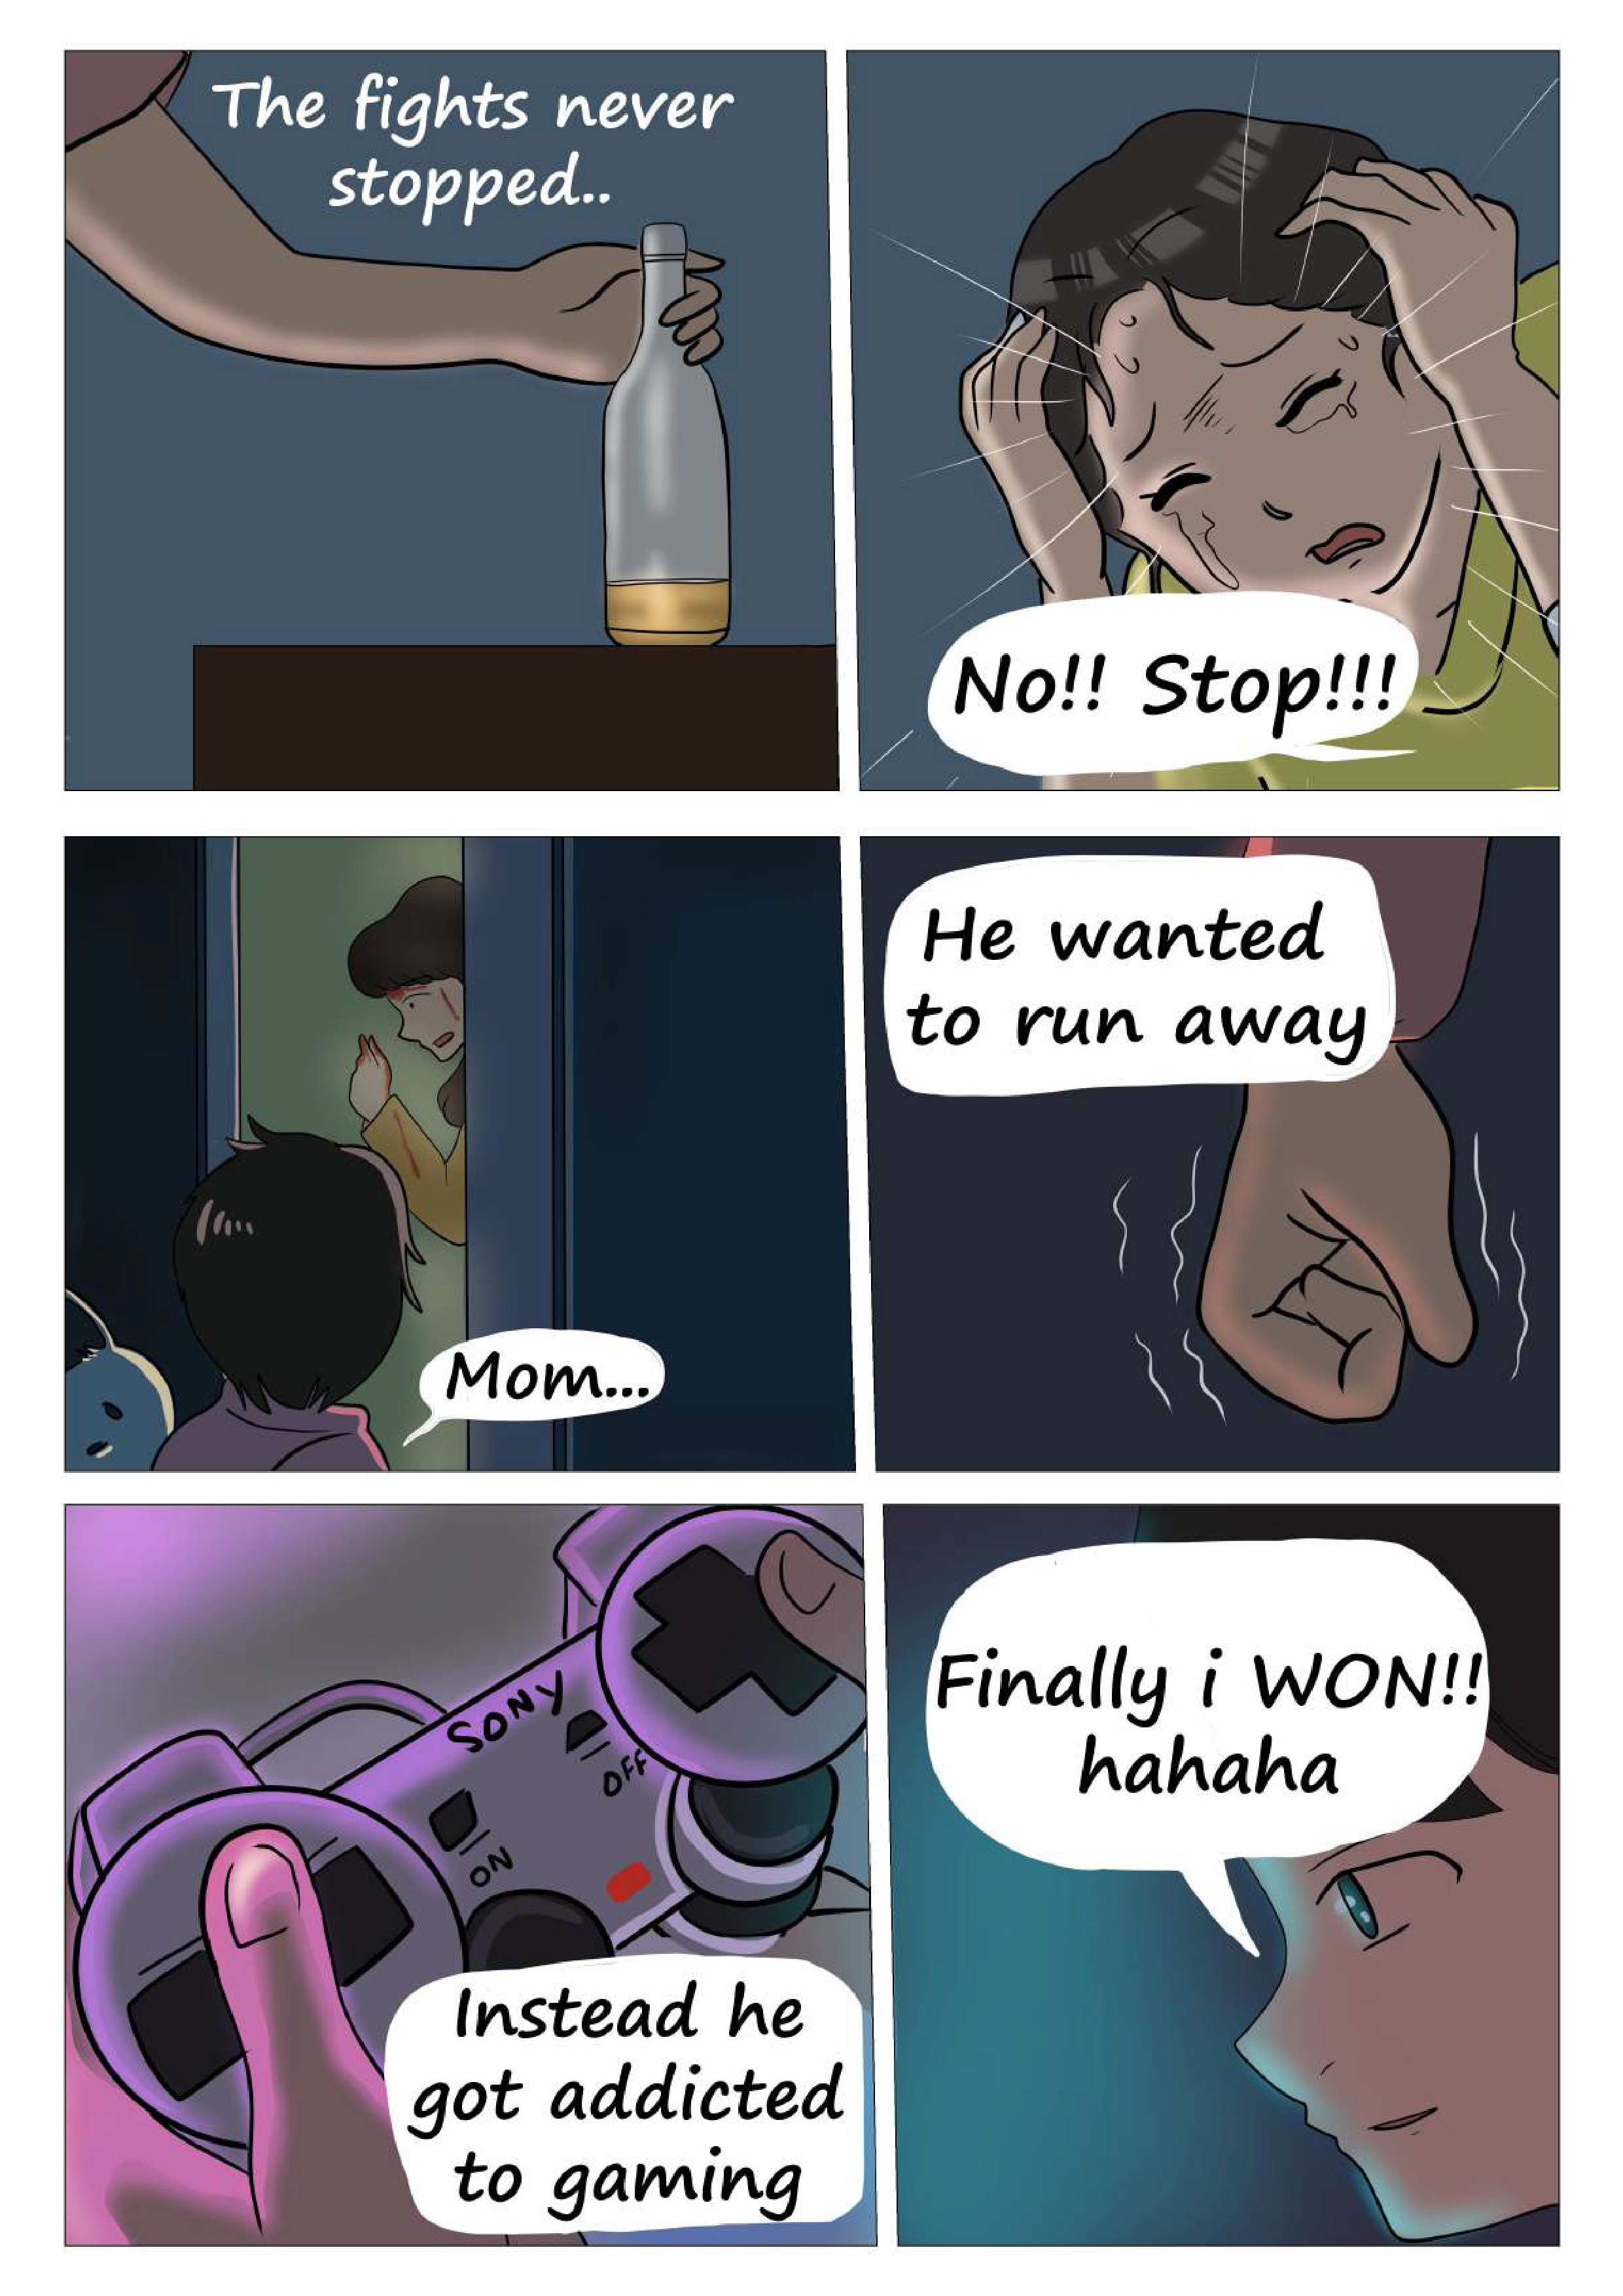 The fights never
stopped..
No!! Stop!!!
Mom...
He wanted
to run away
SONY
OFF
ON
Instead he
got addicted
to gaming
Finally i WON!!
hahaha